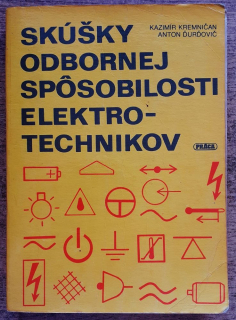 KAZIMÍR KREMNIČAN
ANTON ĎURĎOVIČ
SKÚŠKY
ODBORNEJ
SPÔSOBILOSTI
ELEKTRO-
TECHNIKOV
PRÁCA